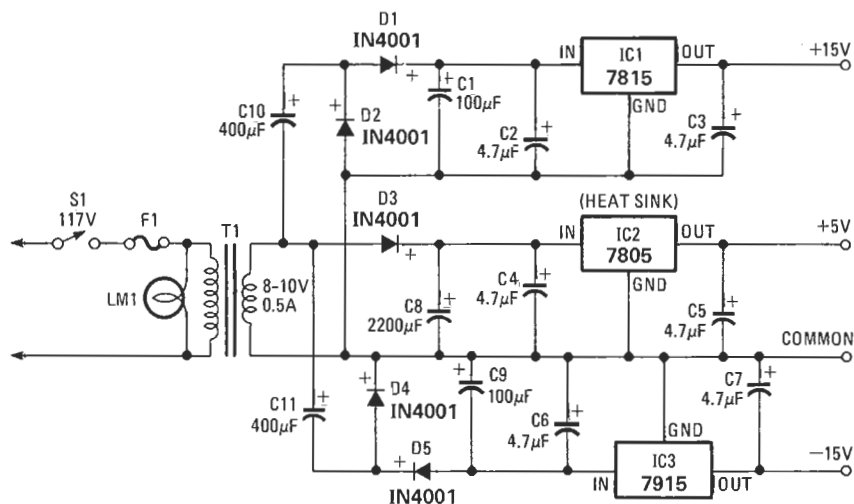 D1
IN4001
IN
IC1
7815
OUT
+15V
GND
C10
400µF
+
+
D2
IN4001
+
+
C1
100µF
C2
4.7µF
+
C3
4.7µF
+
S1
117V
F1
T1
LM1
8-10V
0.5A
D3
IN4001
+
(HEAT SINK)
IN
IC2
7805
OUT
+5V
GND
C8
2200µF
+
C4
4.7µF
+
C5
4.7µF
+
COMMON
C11
400µF
+
+
D4
IN4001
+
C9
100µF
C6
4.7µF
+
C7
4.7µF
+
GND
+
D5
IN4001
IN
IC3
7915
OUT
−15V